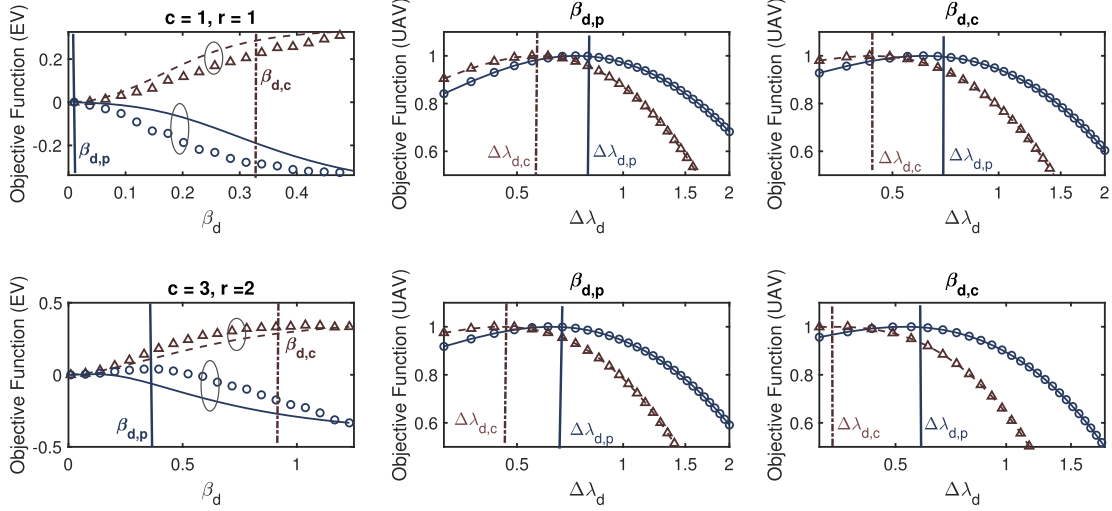 c = 1, r = 1
Objective Function (EV)
0.2
0
-0.2
β_d,c
β_d,p
0 0.1 0.2 0.3 0.4
β_d
β_d,p
Objective Function (UAV)
1
0.8
0.6
Δλ_d,c
Δλ_d,p
0.5 1 1.5 2
Δλ_d
β_d,c
Objective Function (UAV)
1
0.8
0.6
Δλ_d,c
Δλ_d,p
0.5 1 1.5 2
Δλ_d
c = 3, r =2
Objective Function (EV)
0.5
0
-0.5
β_d,c
β_d,p
0 0.5 1
β_d
β_d,p
Objective Function (UAV)
1
0.8
0.6
Δλ_d,c
Δλ_d,p
0.5 1 1.5 2
Δλ_d
β_d,c
Objective Function (UAV)
1
0.8
0.6
Δλ_d,c
Δλ_d,p
0.5 1 1.5
Δλ_d